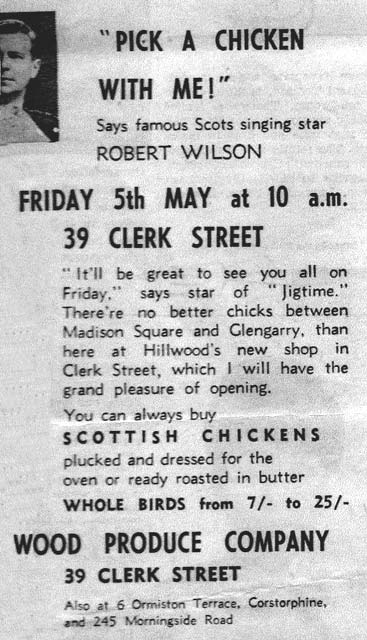 "PICK A CHICKEN
WITH ME!"
Says famous Scots singing star
ROBERT WILSON
FRIDAY 5th MAY at 10 a.m.
39 CLERK STREET
"It'll be great to see you all on
Friday," says star of "Jigtime."
There're no better chicks between
Madison Square and Glengarry, than
here at Hillwood's new shop in
Clerk Street, which I will have the
grand pleasure of opening.
You can always buy
SCOTTISH CHICKENS
plucked and dressed for the
oven or ready roasted in butter
WHOLE BIRDS from 7/- to 25/-
WOOD PRODUCE COMPANY
39 CLERK STREET
Also at 6 Ormiston Terrace, Corstorphine,
and 245 Morningside Road